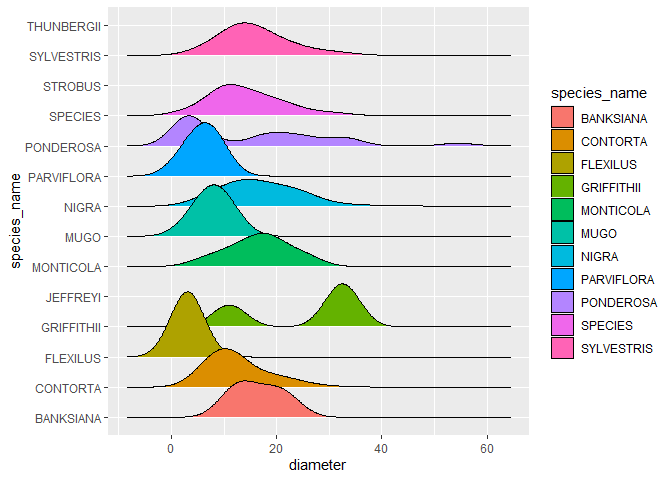 THUNBERGII
SYLVESTRIS
STROBUS
SPECIES
PONDEROSA
PARVIFLORA
NIGRA
MUGO
MONTICOLA
JEFFREYI
GRIFFITHII
FLEXILUS
CONTORTA
BANKSIANA
species_name
0 20 40 60
diameter
species_name
BANKSIANA
CONTORTA
FLEXILUS
GRIFFITHII
MONTICOLA
MUGO
NIGRA
PARVIFLORA
PONDEROSA
SPECIES
SYLVESTRIS